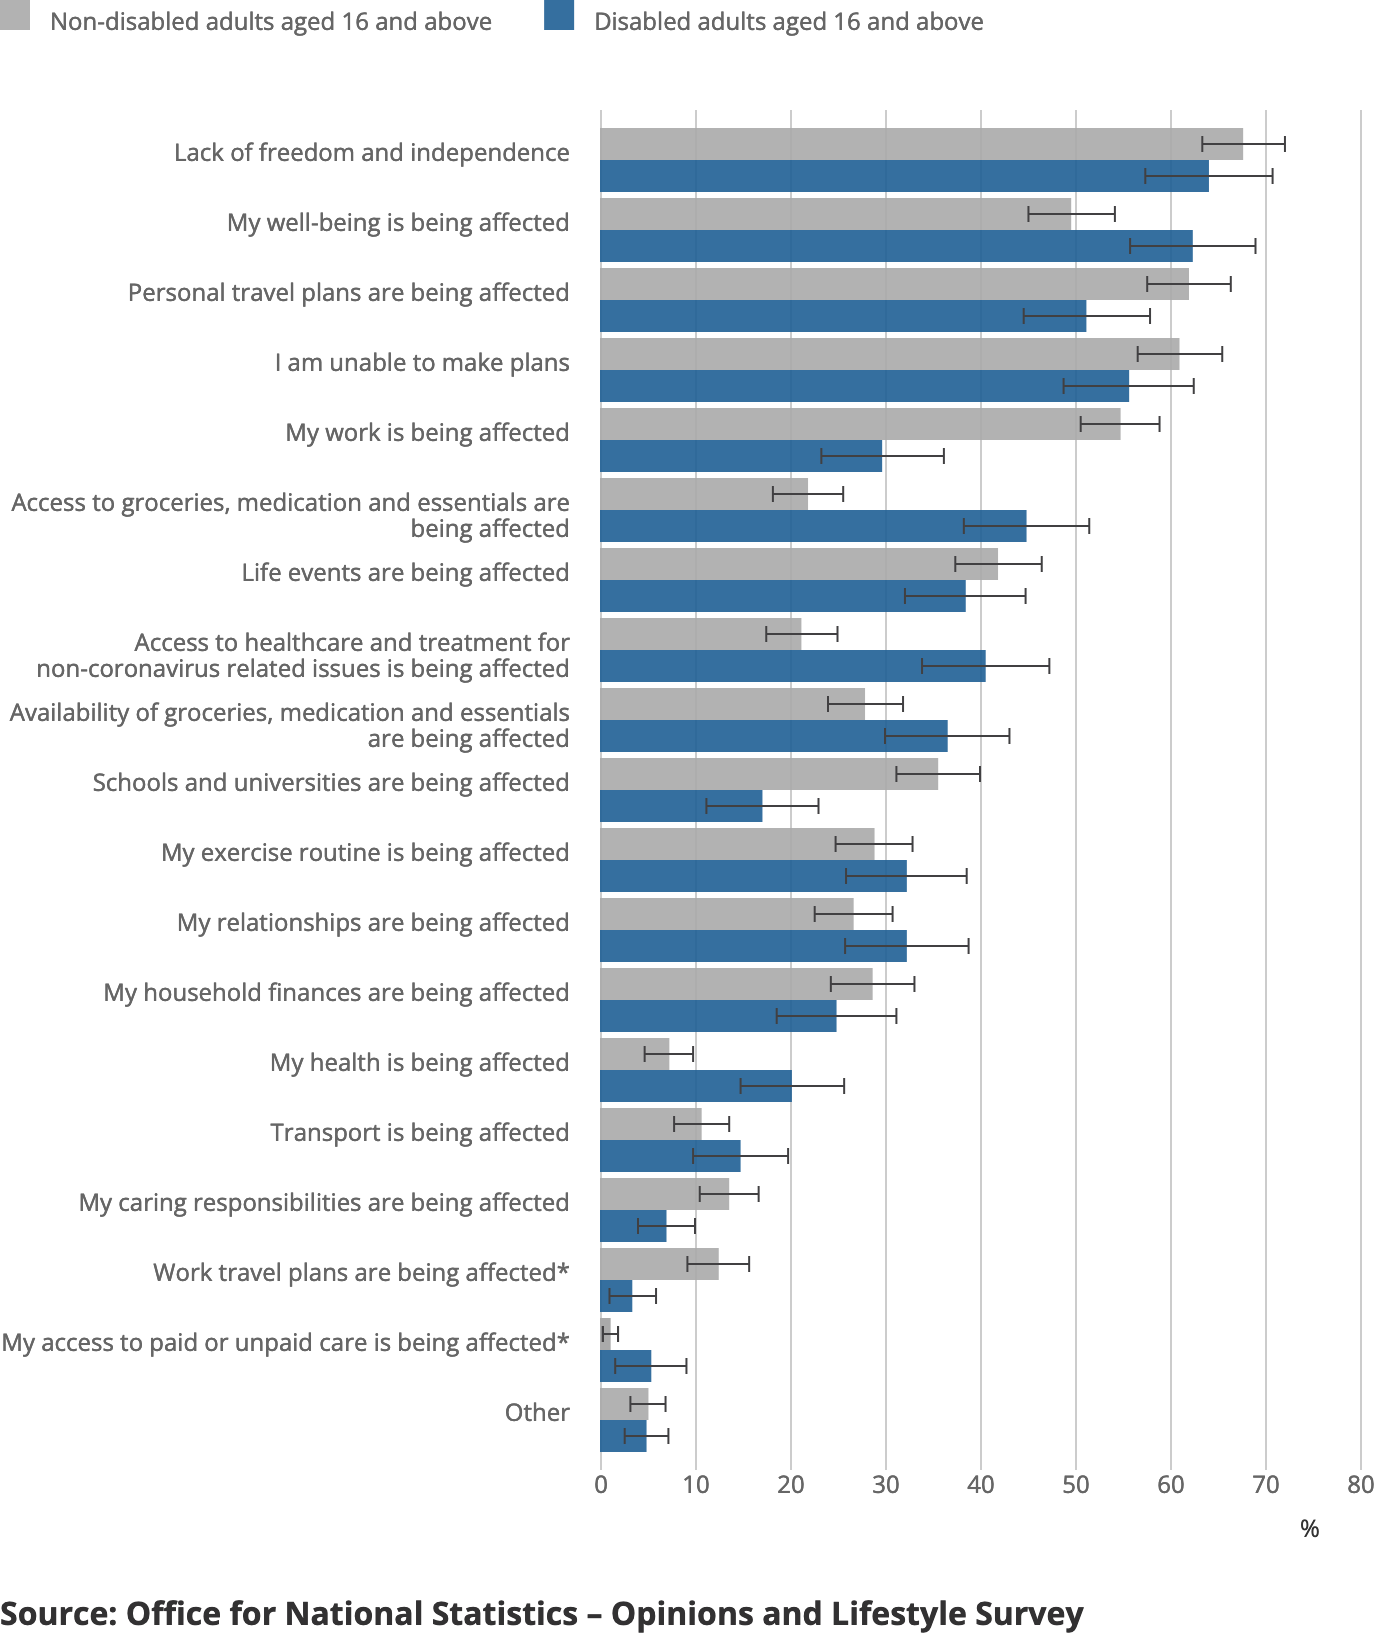 Non-disabled adults aged 16 and above
Disabled adults aged 16 and above
Lack of freedom and independence
My well-being is being affected
Personal travel plans are being affected
I am unable to make plans
My work is being affected
Access to groceries, medication and essentials are
being affected
Life events are being affected
Access to healthcare and treatment for
non-coronavirus related issues is being affected
Availability of groceries, medication and essentials
are being affected
Schools and universities are being affected
My exercise routine is being affected
My relationships are being affected
My household finances are being affected
My health is being affected
Transport is being affected
My caring responsibilities are being affected
Work travel plans are being affected*
My access to paid or unpaid care is being affected*
Other
0 10 20 30 40 50 60 70 80
%
Source: Office for National Statistics – Opinions and Lifestyle Survey